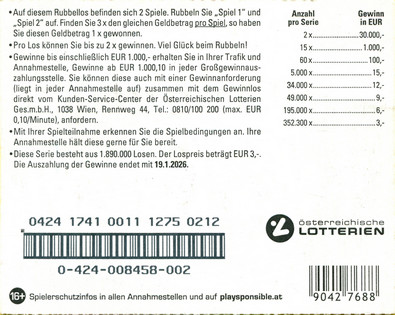 • Auf diesem Rubbellos befinden sich 2 Spiele. Rubbeln Sie „Spiel 1" und
„Spiel 2" auf. Finden Sie 3 x den gleichen Geldbetrag pro Spiel, so haben
Sie diesen Geldbetrag 1 x gewonnen.
• Pro Los können Sie bis zu 2 x gewinnen. Viel Glück beim Rubbeln!
• Gewinne bis einschließlich EUR 1.000,- erhalten Sie in Ihrer Trafik und
Annahmestelle, Gewinne ab EUR 1.000,10 in jeder Großgewinnaus-
zahlungsstelle. Sie können diese auch mit einer Gewinnanforderung
(liegt in jeder Annahmestelle auf) zusammen mit dem Gewinnlos
direkt vom Kunden-Service-Center der Österreichischen Lotterien
Ges.m.b.H., 1038 Wien, Rennweg 44, Tel.: 0810/100 200 (max. EUR
0,10/Minute), anfordern.
• Mit Ihrer Spielteilnahme erkennen Sie die Spielbedingungen an. Ihre
Annahmestelle hält diese gerne für Sie bereit.
• Diese Serie besteht aus 1.890.000 Losen. Der Lospreis beträgt EUR 3,-.
Die Auszahlung der Gewinne endet mit 19.1.2026.
Anzahl Gewinn
pro Serie in EUR
2 x 30.000,-
15 x 1.000,-
60 x 100,-
5.000 x 15,-
34.000 x 12,-
49.000 x 9,-
195.000 x 6,-
352.300 x 3,-
0424 1741 0011 1275 0212
0-424-008458-002
österreichische
LOTTERIEN
16+ Spielerschutzinfos in allen Annahmestellen und auf playsponsible.at
9042 7688